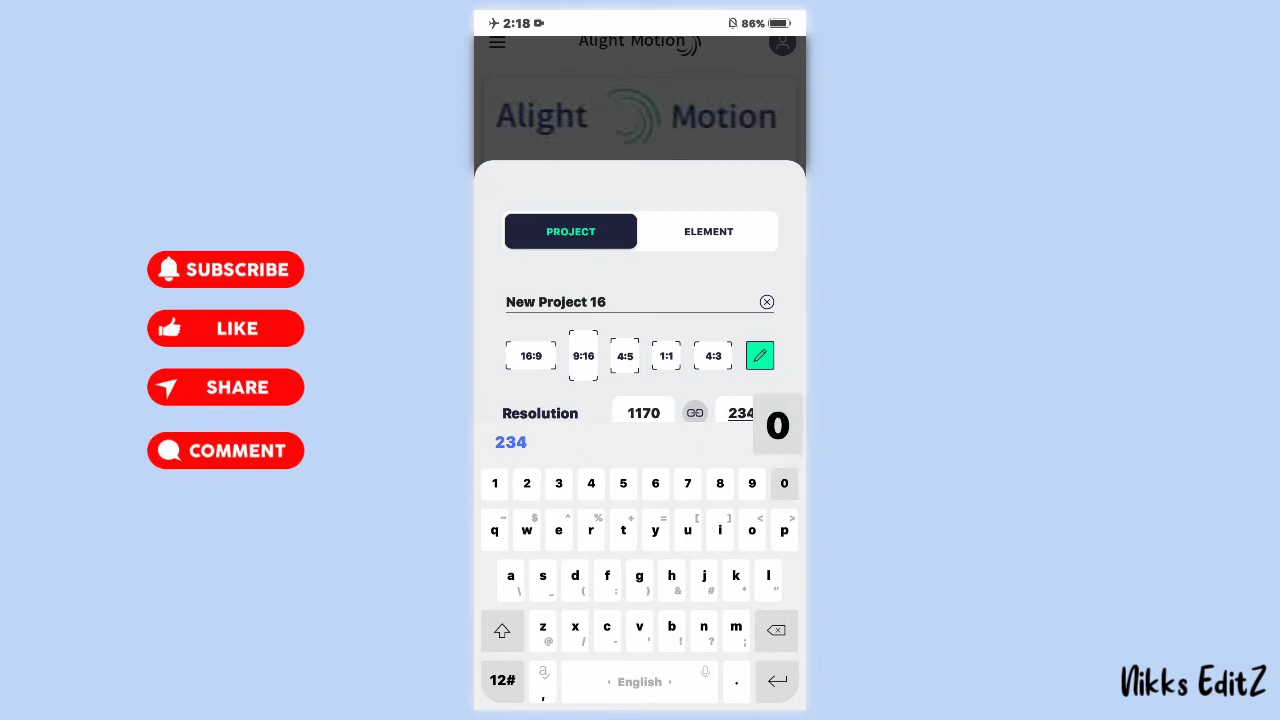 2:18
86%
Alight Motion
Alight Motion
PROJECT ELEMENT
New Project 16
16:9 9:16 4:5 1:1 4:3
Resolution 1170 234
0
234
1 2 3 4 5 6 7 8 9 0
~ $ ^ % + = [ ] < >
q w e r t y u i o p
a s d f g h j k l
\ _ ( : ) & # * "
z x c v b n m
@ / - ' ! ? ;
12# , English .
SUBSCRIBE
LIKE
SHARE
COMMENT
Nikks EditZ